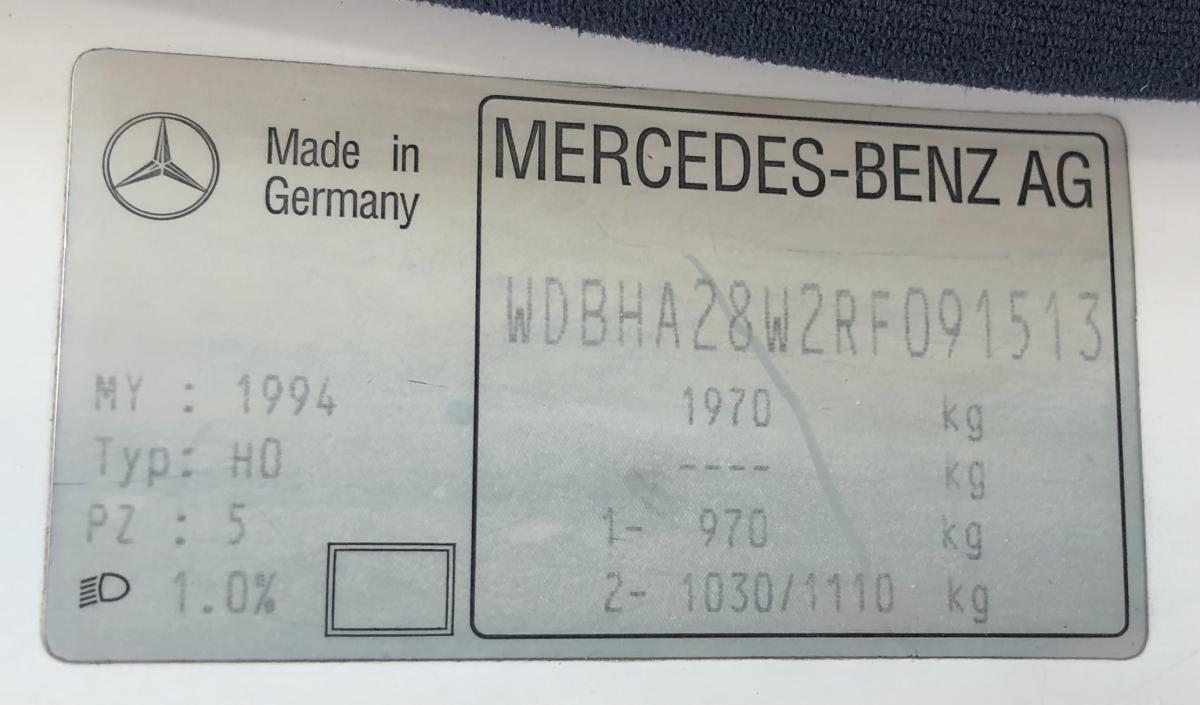 Made in
Germany
MERCEDES-BENZ AG
WDBHA28W2RF091513
MY : 1994
Typ: H0
PZ : 5
1.0%
1970 kg
---- kg
1- 970 kg
2- 1030/1110 kg